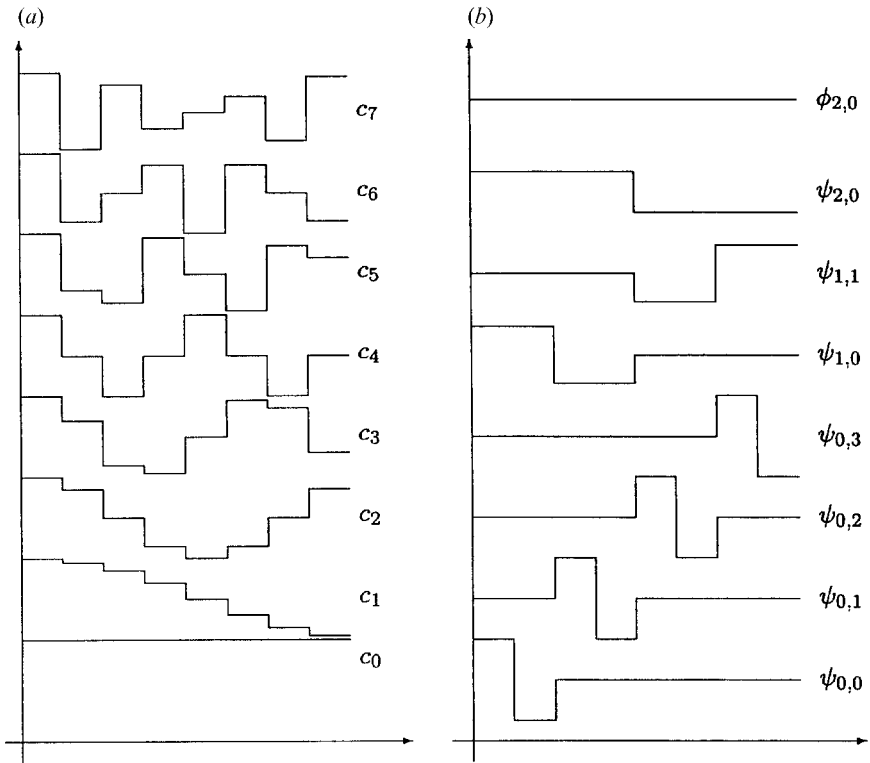 (a)
c₇
c₆
c₅
c₄
c₃
c₂
c₁
c₀
(b)
ϕ₂,₀
ψ₂,₀
ψ₁,₁
ψ₁,₀
ψ₀,₃
ψ₀,₂
ψ₀,₁
ψ₀,₀